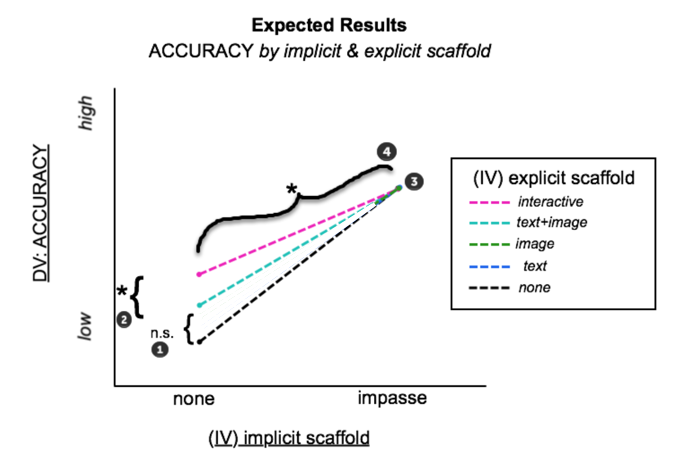 Expected Results
ACCURACY by implicit & explicit scaffold
high
DV: ACCURACY
low
4
*
3
*
2
n.s.
1
none
impasse
(IV) implicit scaffold
(IV) explicit scaffold
interactive
text+image
image
text
none